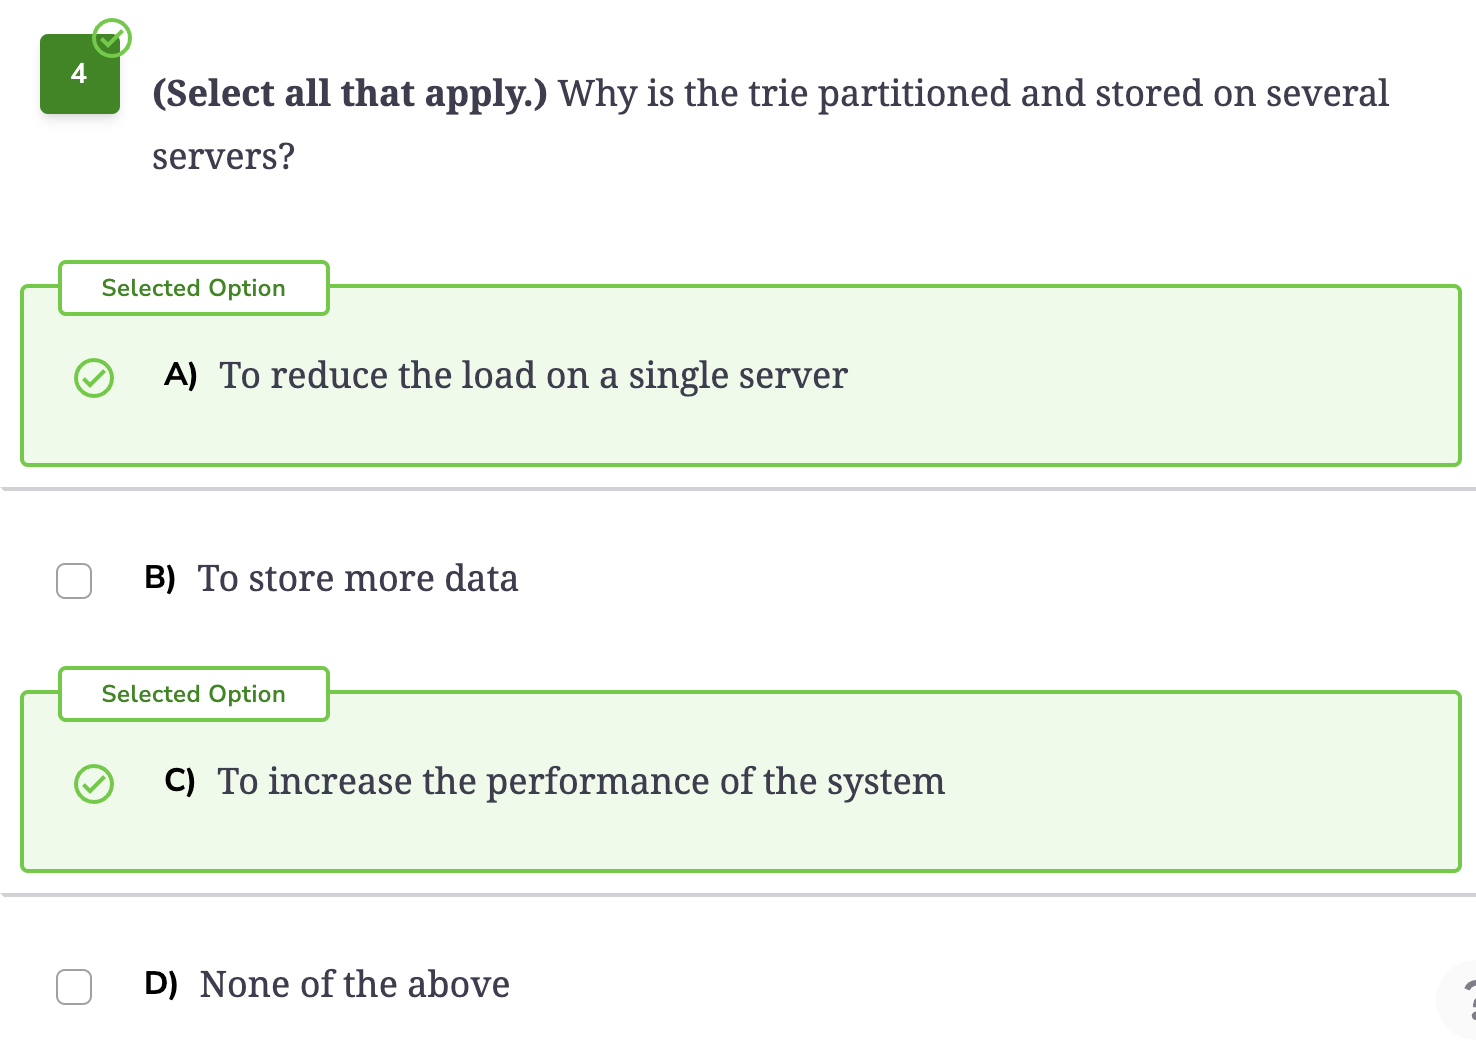 4
(Select all that apply.) Why is the trie partitioned and stored on several
servers?
Selected Option
A) To reduce the load on a single server
B) To store more data
Selected Option
C) To increase the performance of the system
D) None of the above
?